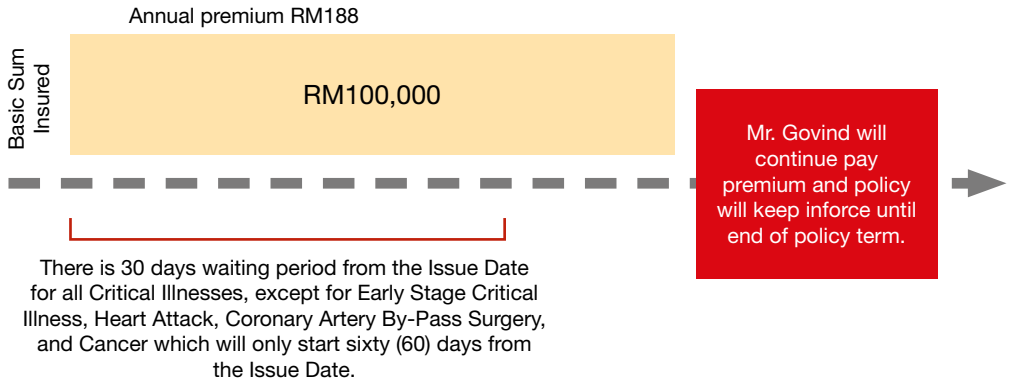 Annual premium RM188
Basic Sum
Insured
RM100,000
Mr. Govind will
continue pay
premium and policy
will keep inforce until
end of policy term.
There is 30 days waiting period from the Issue Date
for all Critical Illnesses, except for Early Stage Critical
Illness, Heart Attack, Coronary Artery By-Pass Surgery,
and Cancer which will only start sixty (60) days from
the Issue Date.